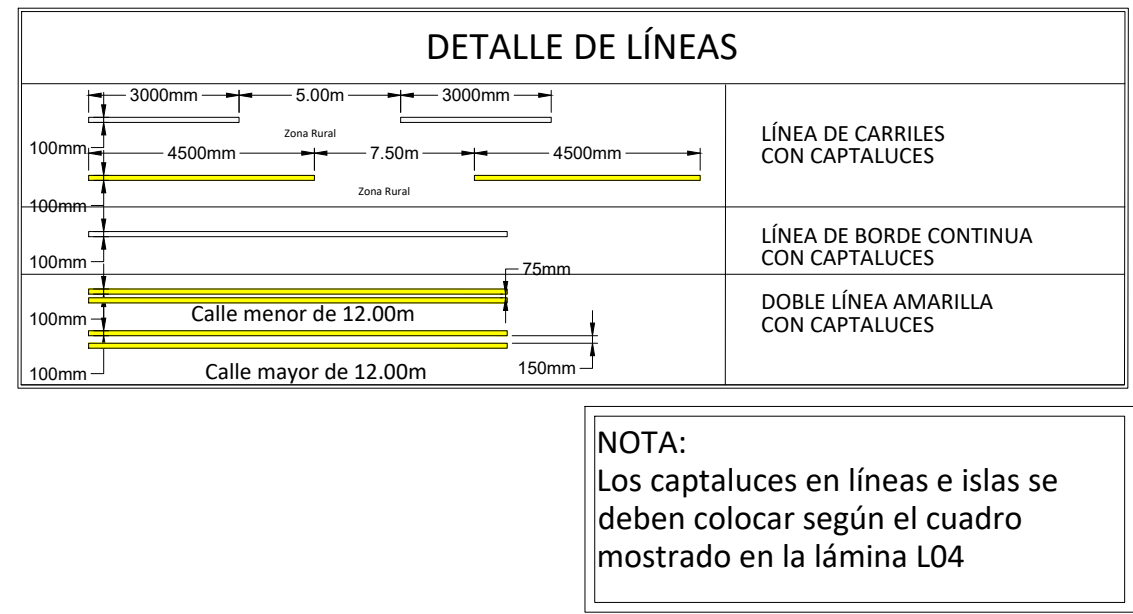 DETALLE DE LÍNEAS
3000mm 5.00m 3000mm
Zona Rural
100mm
4500mm 7.50m 4500mm
Zona Rural
100mm
LÍNEA DE CARRILES
CON CAPTALUCES
100mm
LÍNEA DE BORDE CONTINUA
CON CAPTALUCES
75mm
100mm
Calle menor de 12.00m
100mm
Calle mayor de 12.00m
150mm
DOBLE LÍNEA AMARILLA
CON CAPTALUCES
NOTA:
Los captaluces en líneas e islas se
deben colocar según el cuadro
mostrado en la lámina L04